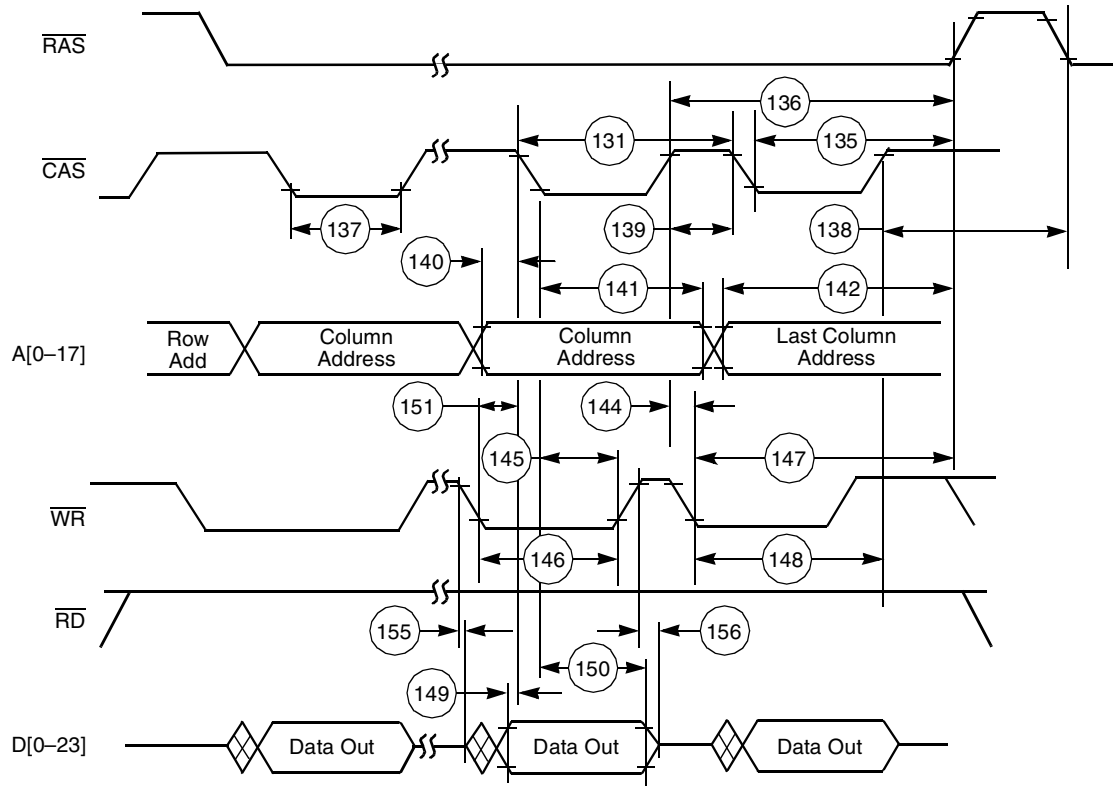 RAS
136
131
135
CAS
137
139
138
140
141
142
A[0–17]
Row
Add
Column
Address
Column
Address
Last Column
Address
151
144
145
147
WR
146
148
RD
155
156
150
149
D[0–23]
Data Out
Data Out
Data Out